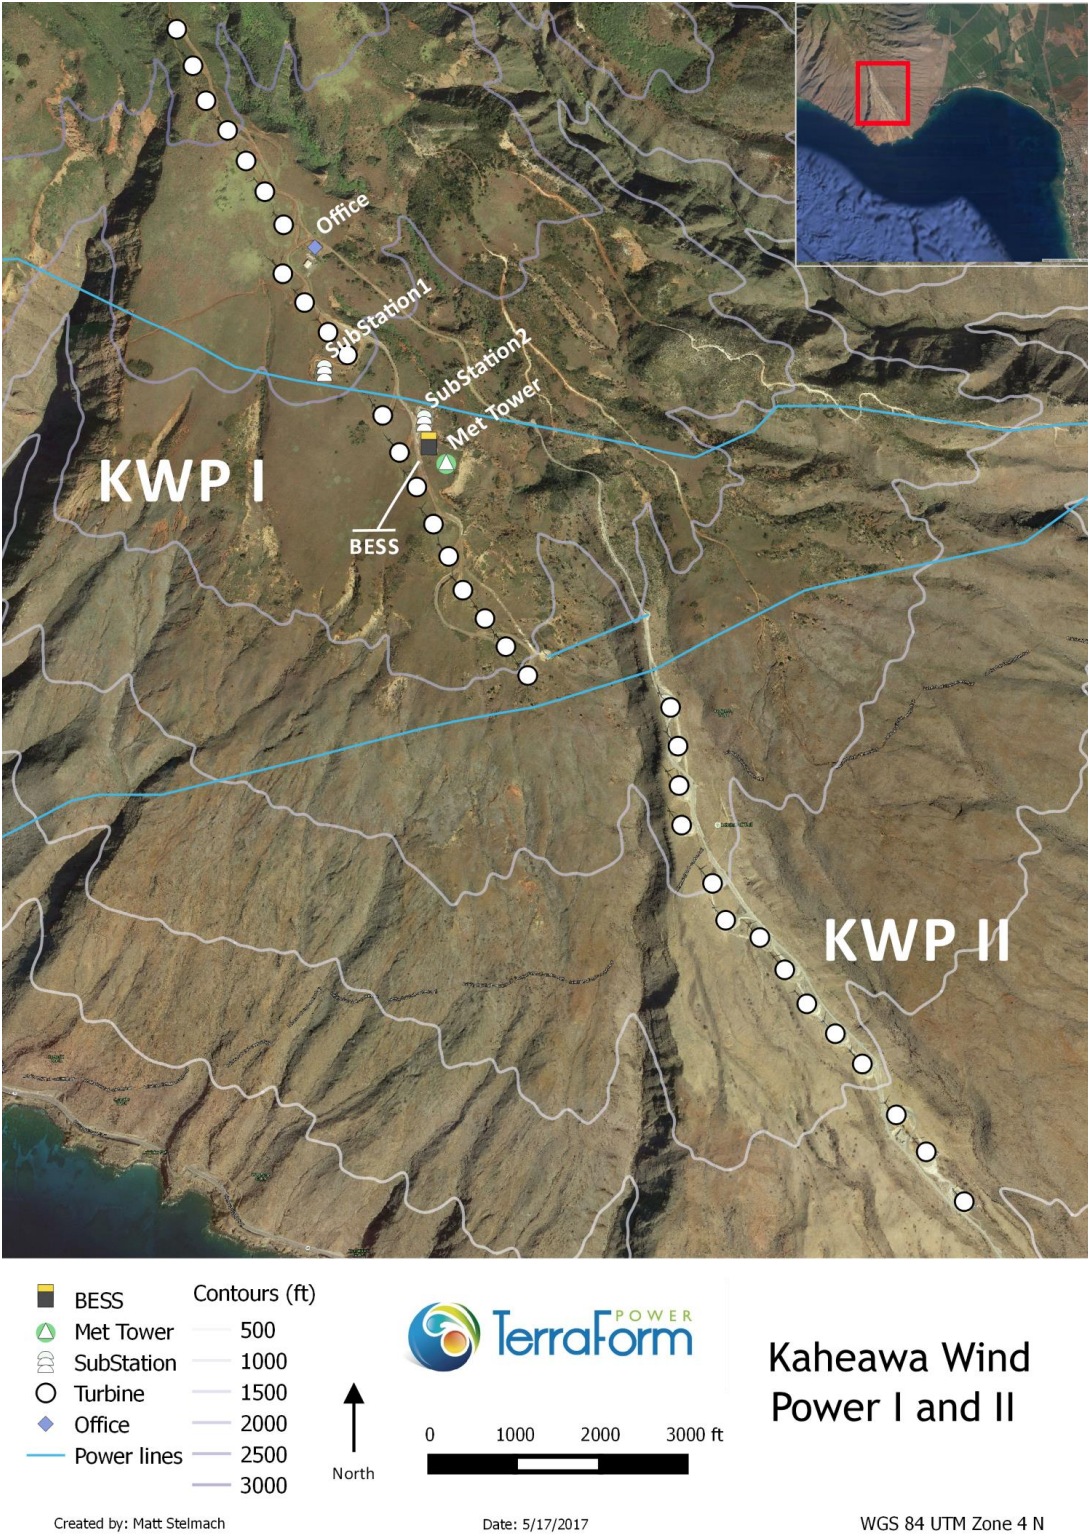 Office
SubStation1
SubStation2
Met Tower
KWP I
BESS
KWP II
BESS
Met Tower
SubStation
Turbine
Office
Power lines
Contours (ft)
500
1000
1500
2000
2500
3000
North
TerraForm
POWER
0 1000 2000 3000 ft
Kaheawa Wind
Power I and II
Created by: Matt Stelmach
Date: 5/17/2017
WGS 84 UTM Zone 4 N